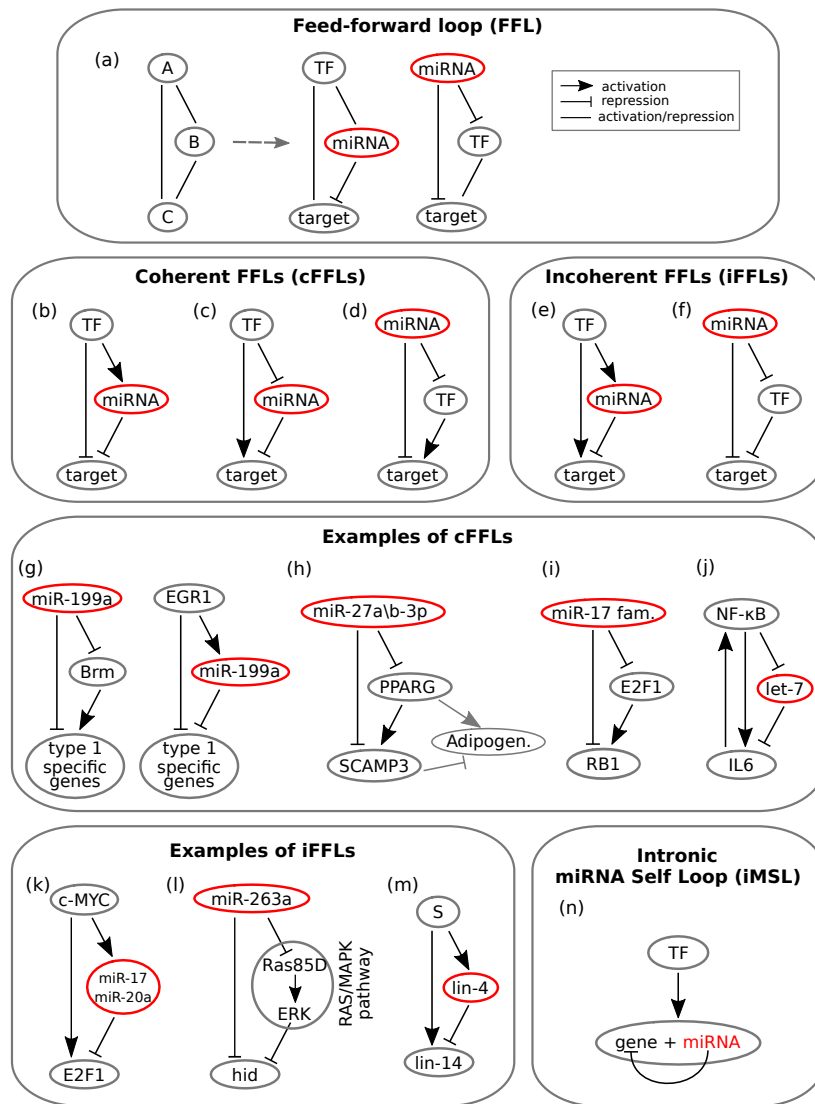 Feed-forward loop (FFL)
(a)
A
B
C
TF
miRNA
target
miRNA
TF
target
activation
repression
activation/repression
Coherent FFLs (cFFLs)
(b)
TF
miRNA
target
(c)
TF
miRNA
target
(d)
miRNA
TF
target
Incoherent FFLs (iFFLs)
(e)
TF
miRNA
target
(f)
miRNA
TF
target
Examples of cFFLs
(g)
miR-199a
Brm
type 1
specific
genes
EGR1
miR-199a
type 1
specific
genes
(h)
miR-27a\b-3p
PPARG
Adipogen.
SCAMP3
(i)
miR-17 fam.
E2F1
RB1
(j)
NF-κB
let-7
IL6
Examples of iFFLs
(k)
c-MYC
miR-17
miR-20a
E2F1
(l)
miR-263a
Ras85D
ERK
RAS/MAPK
pathway
hid
(m)
S
lin-4
lin-14
Intronic
miRNA Self Loop (iMSL)
(n)
TF
gene + miRNA